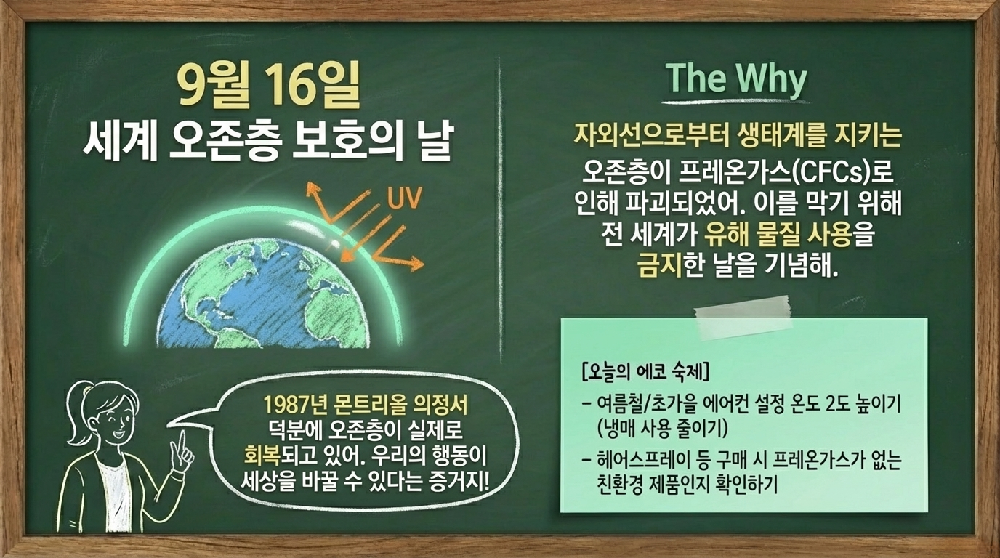 9월 16일
세계 오존층 보호의 날
UV
1987년 몬트리올 의정서
덕분에 오존층이 실제로
회복되고 있어. 우리의 행동이
세상을 바꿀 수 있다는 증거지!
The Why
자외선으로부터 생태계를 지키는
오존층이 프레온가스(CFCs)로
인해 파괴되었어. 이를 막기 위해
전 세계가 유해 물질 사용을
금지한 날을 기념해.
[오늘의 에코 숙제]
- 여름철/초가을 에어컨 설정 온도 2도 높이기
(냉매 사용 줄이기)
- 헤어스프레이 등 구매 시 프레온가스가 없는
친환경 제품인지 확인하기